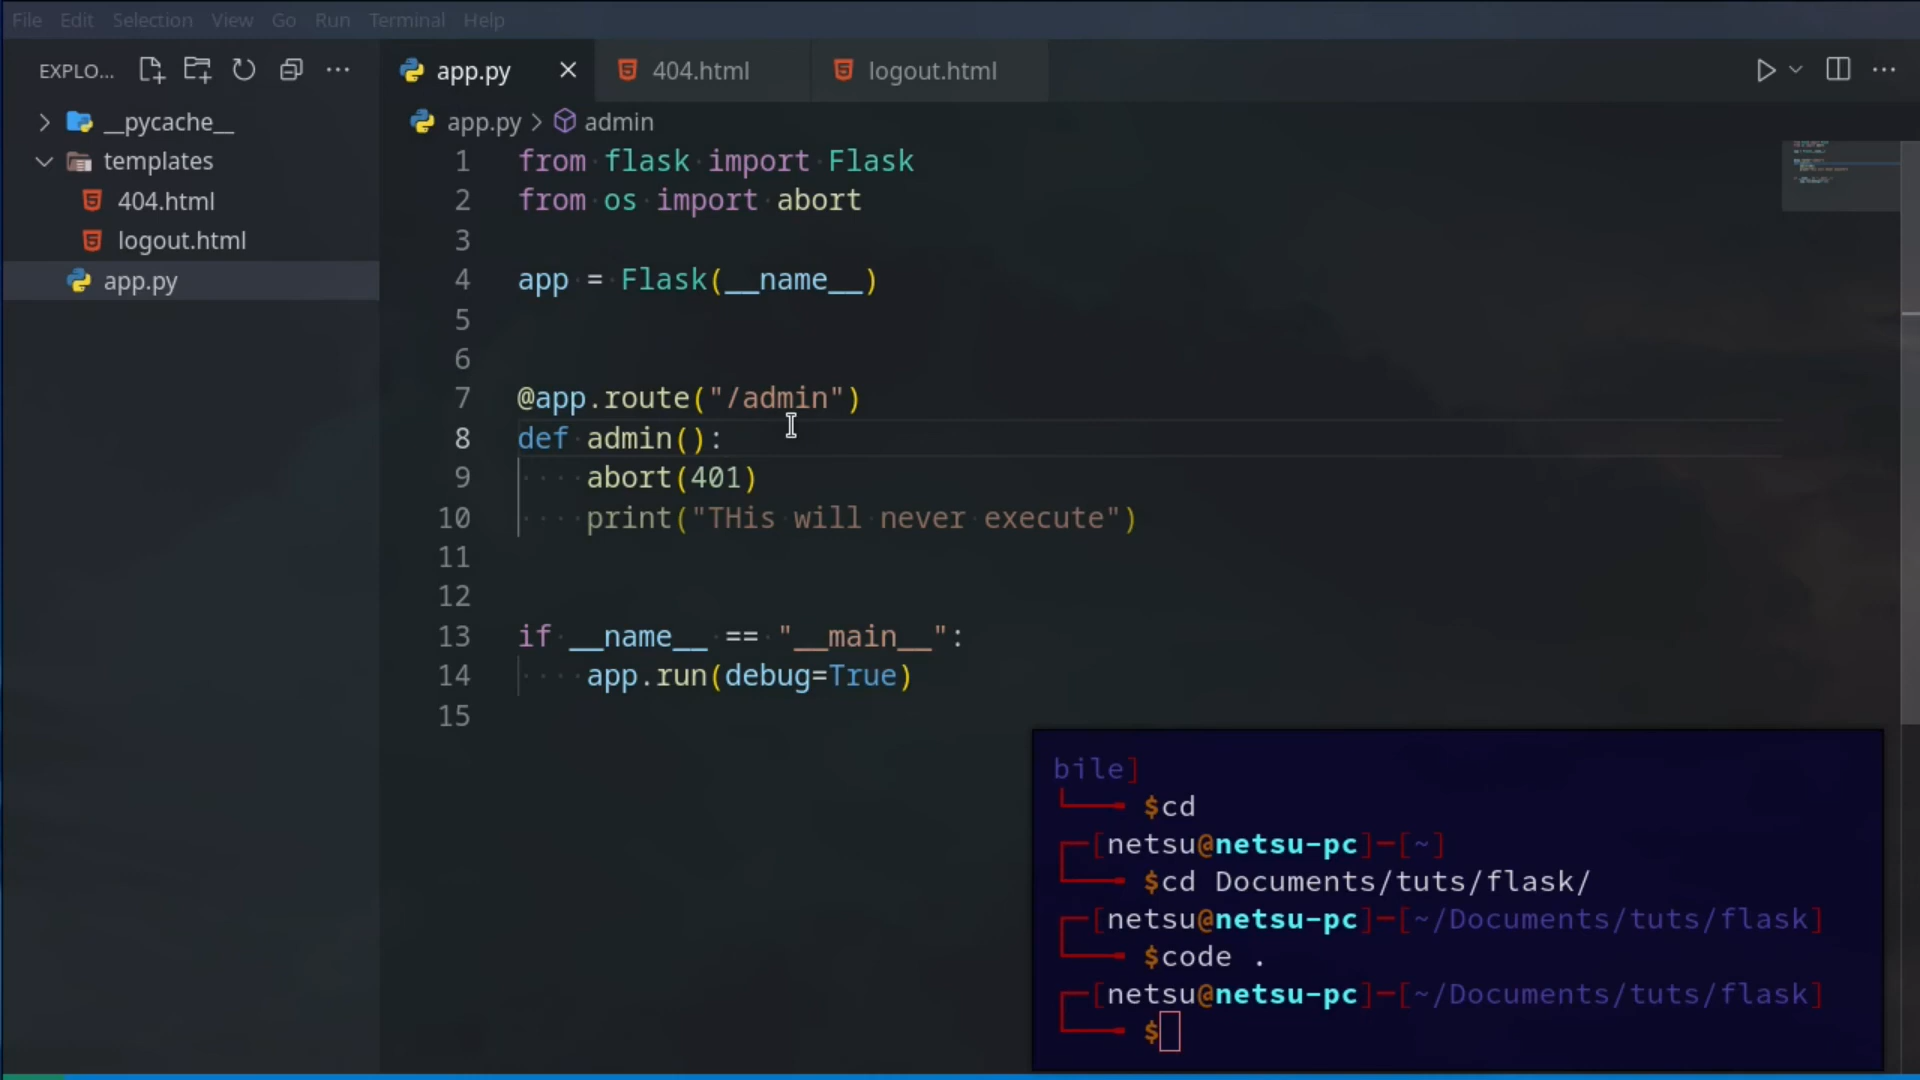 File Edit Selection View Go Run Terminal Help
EXPLO...
app.py
404.html
logout.html
__pycache__
templates
404.html
logout.html
app.py
app.py > admin
1 from flask import Flask
2 from os import abort
3
4 app = Flask(__name__)
5
6
7 @app.route("/admin")
8 def admin():
9 abort(401)
10 print("THis will never execute")
11
12
13 if __name__ == "__main__":
14 app.run(debug=True)
15
bile]
$cd
[netsu@netsu-pc]-[~]
$cd Documents/tuts/flask/
[netsu@netsu-pc]-[~/Documents/tuts/flask]
$code .
[netsu@netsu-pc]-[~/Documents/tuts/flask]
$